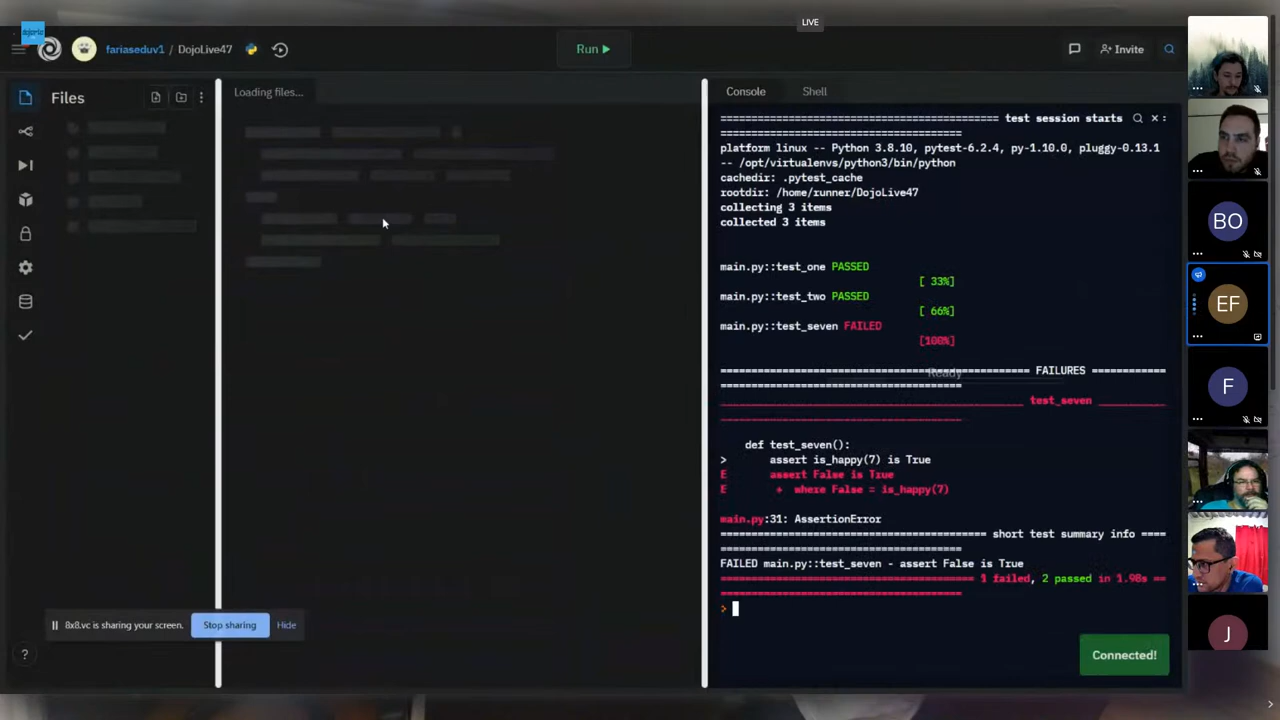 LIVE
dojorio
fariaseduv1 / DojoLive47
Run
Invite
Files
Loading files...
Console
Shell
=========================================== test session starts
=====================================
platform linux -- Python 3.8.10, pytest-6.2.4, py-1.10.0, pluggy-0.13.1
-- /opt/virtualenvs/python3/bin/python
cachedir: .pytest_cache
rootdir: /home/runner/DojoLive47
collecting 3 items
collected 3 items
main.py::test_one PASSED
[ 33%]
main.py::test_two PASSED
[ 66%]
main.py::test_seven FAILED
[100%]
Ready
================================================ FAILURES ============
=====================================
_______________________________________________ test_seven ___________
_____________________________________
def test_seven():
> assert is_happy(7) is True
E assert False is True
E + where False = is_happy(7)
main.py:31: AssertionError
========================================= short test summary info ====
=====================================
FAILED main.py::test_seven - assert False is True
======================================= 1 failed, 2 passed in 1.98s ==
=====================================
>
8x8.vc is sharing your screen.
Stop sharing
Hide
?
Connected!
BO
EF
F
J